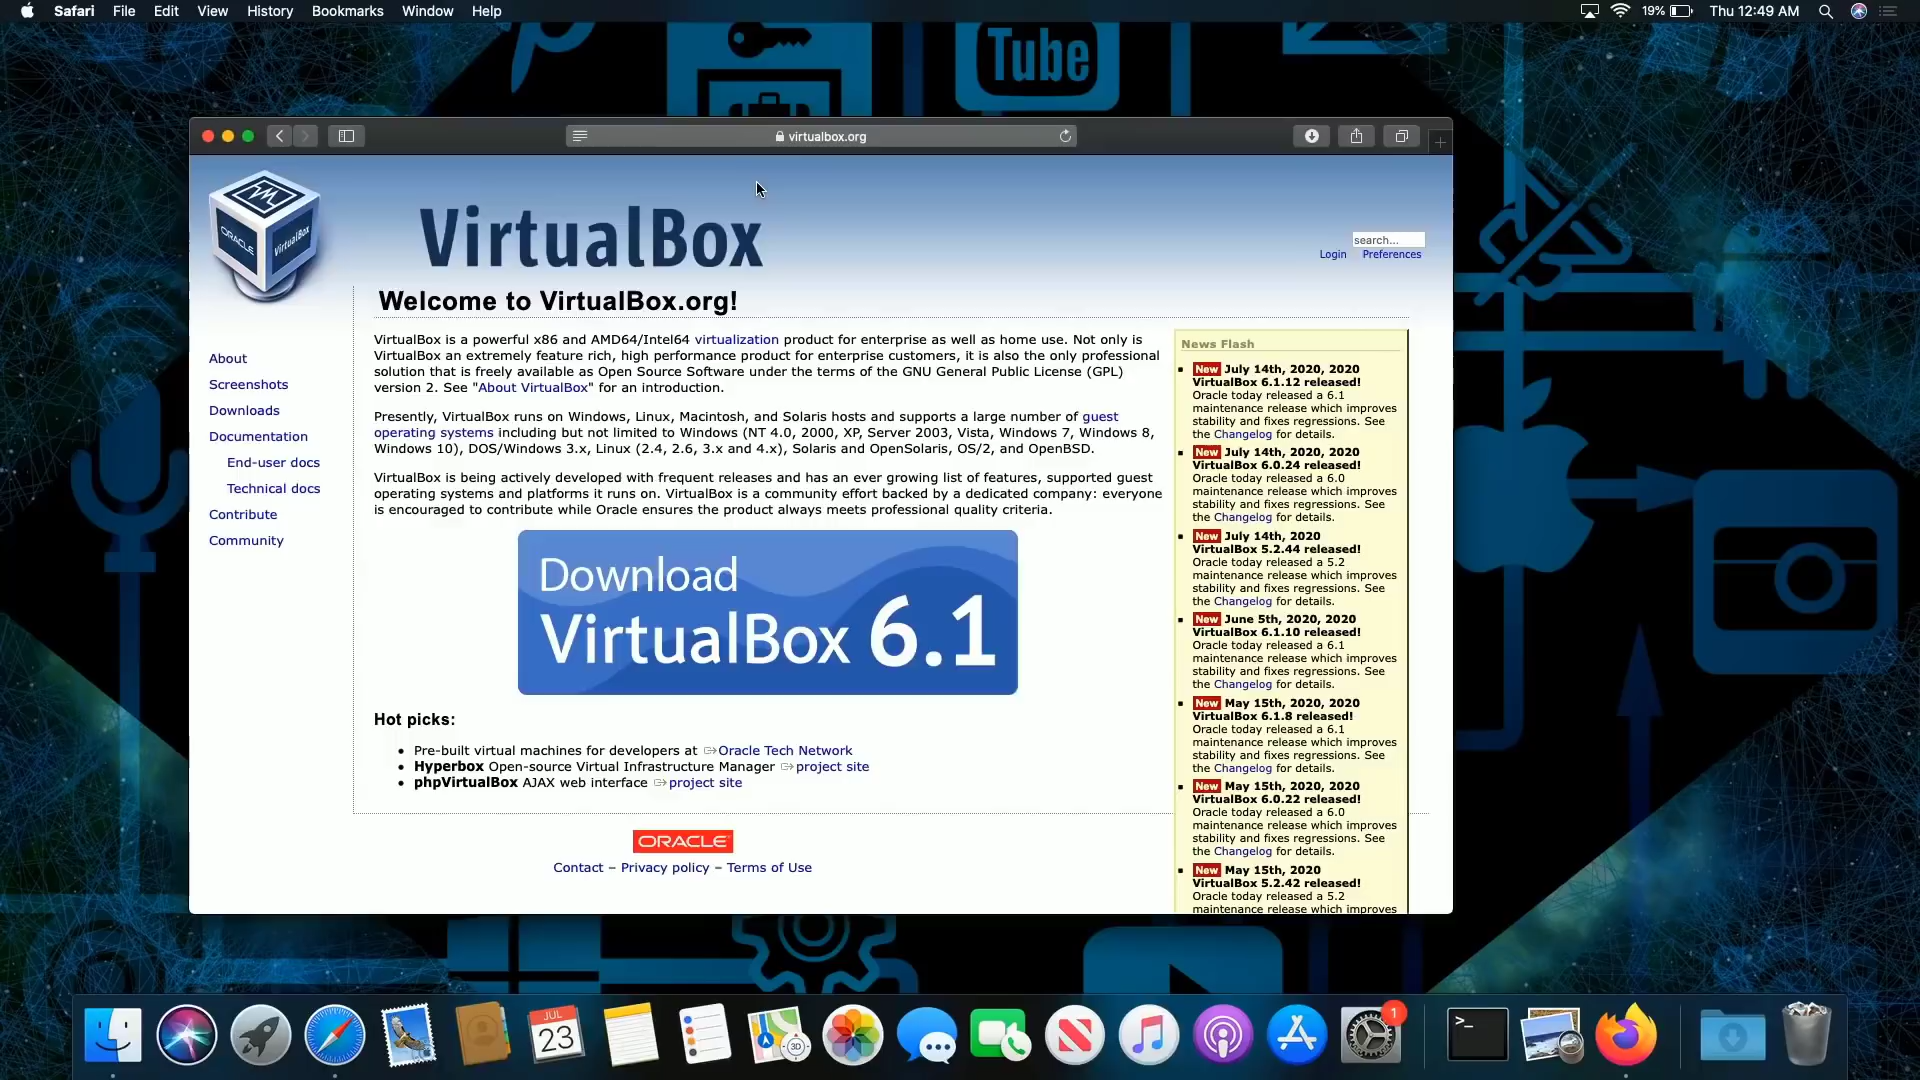 Safari File Edit View History Bookmarks Window Help
19% Thu 12:49 AM
Tube
virtualbox.org
ORACLE
VirtualBox
VirtualBox
search...
Login Preferences
Welcome to VirtualBox.org!
About
Screenshots
Downloads
Documentation
End-user docs
Technical docs
Contribute
Community
VirtualBox is a powerful x86 and AMD64/Intel64 virtualization product for enterprise as well as home use. Not only is
VirtualBox an extremely feature rich, high performance product for enterprise customers, it is also the only professional
solution that is freely available as Open Source Software under the terms of the GNU General Public License (GPL)
version 2. See "About VirtualBox" for an introduction.
Presently, VirtualBox runs on Windows, Linux, Macintosh, and Solaris hosts and supports a large number of guest
operating systems including but not limited to Windows (NT 4.0, 2000, XP, Server 2003, Vista, Windows 7, Windows 8,
Windows 10), DOS/Windows 3.x, Linux (2.4, 2.6, 3.x and 4.x), Solaris and OpenSolaris, OS/2, and OpenBSD.
VirtualBox is being actively developed with frequent releases and has an ever growing list of features, supported guest
operating systems and platforms it runs on. VirtualBox is a community effort backed by a dedicated company: everyone
is encouraged to contribute while Oracle ensures the product always meets professional quality criteria.
Download
VirtualBox 6.1
Hot picks:
Pre-built virtual machines for developers at Oracle Tech Network
Hyperbox Open-source Virtual Infrastructure Manager project site
phpVirtualBox AJAX web interface project site
ORACLE
Contact – Privacy policy – Terms of Use
News Flash
New July 14th, 2020, 2020
VirtualBox 6.1.12 released!
Oracle today released a 6.1
maintenance release which improves
stability and fixes regressions. See
the Changelog for details.
New July 14th, 2020, 2020
VirtualBox 6.0.24 released!
Oracle today released a 6.0
maintenance release which improves
stability and fixes regressions. See
the Changelog for details.
New July 14th, 2020
VirtualBox 5.2.44 released!
Oracle today released a 5.2
maintenance release which improves
stability and fixes regressions. See
the Changelog for details.
New June 5th, 2020, 2020
VirtualBox 6.1.10 released!
Oracle today released a 6.1
maintenance release which improves
stability and fixes regressions. See
the Changelog for details.
New May 15th, 2020, 2020
VirtualBox 6.1.8 released!
Oracle today released a 6.1
maintenance release which improves
stability and fixes regressions. See
the Changelog for details.
New May 15th, 2020, 2020
VirtualBox 6.0.22 released!
Oracle today released a 6.0
maintenance release which improves
stability and fixes regressions. See
the Changelog for details.
New May 15th, 2020
VirtualBox 5.2.42 released!
Oracle today released a 5.2
maintenance release which improves
JUL
23
3D
1
>_